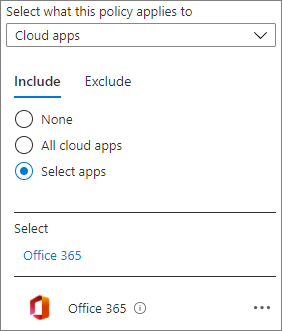 Select what this policy applies to
Cloud apps
Include Exclude
None
All cloud apps
Select apps
Select
Office 365
Office 365